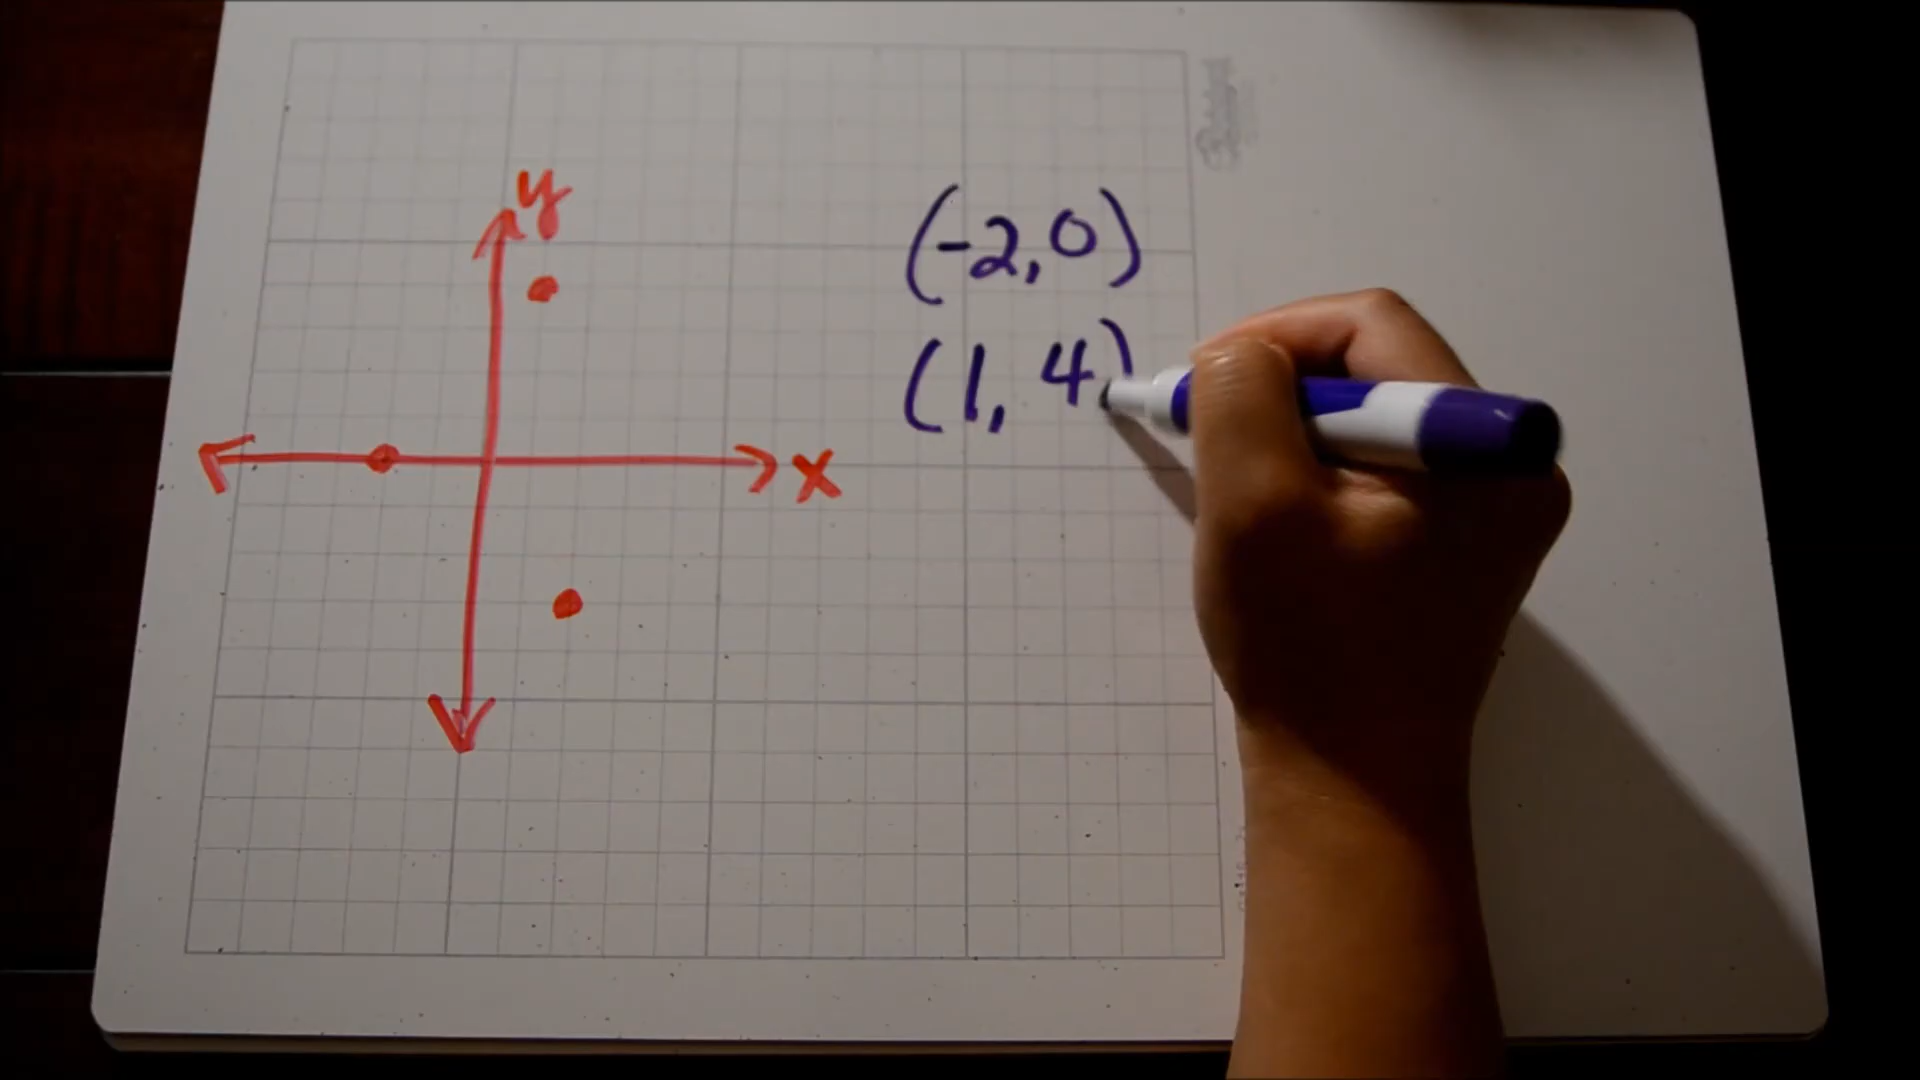 y
(-2,0)
(1,4)
x